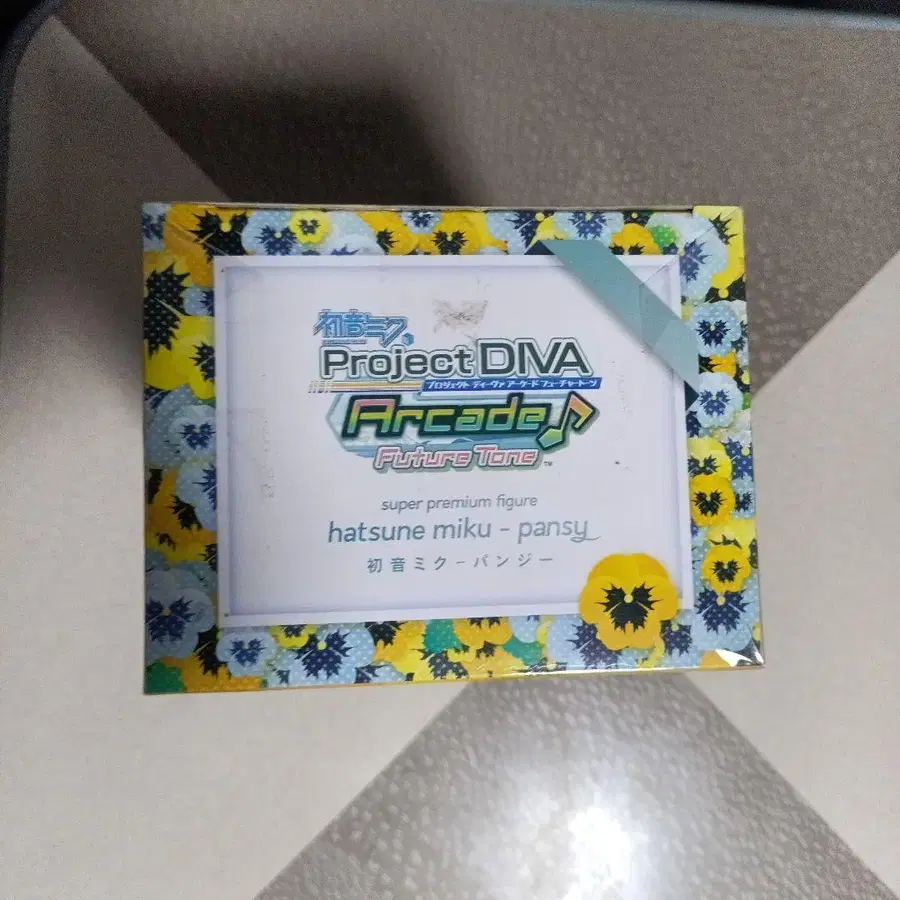 初音ミク
Project DIVA
プロジェクト ディーヴァ アーケード フューチャートーン
Arcade♪
Future Tone™
super premium figure
hatsune miku - pansy
初音ミク-パンジー